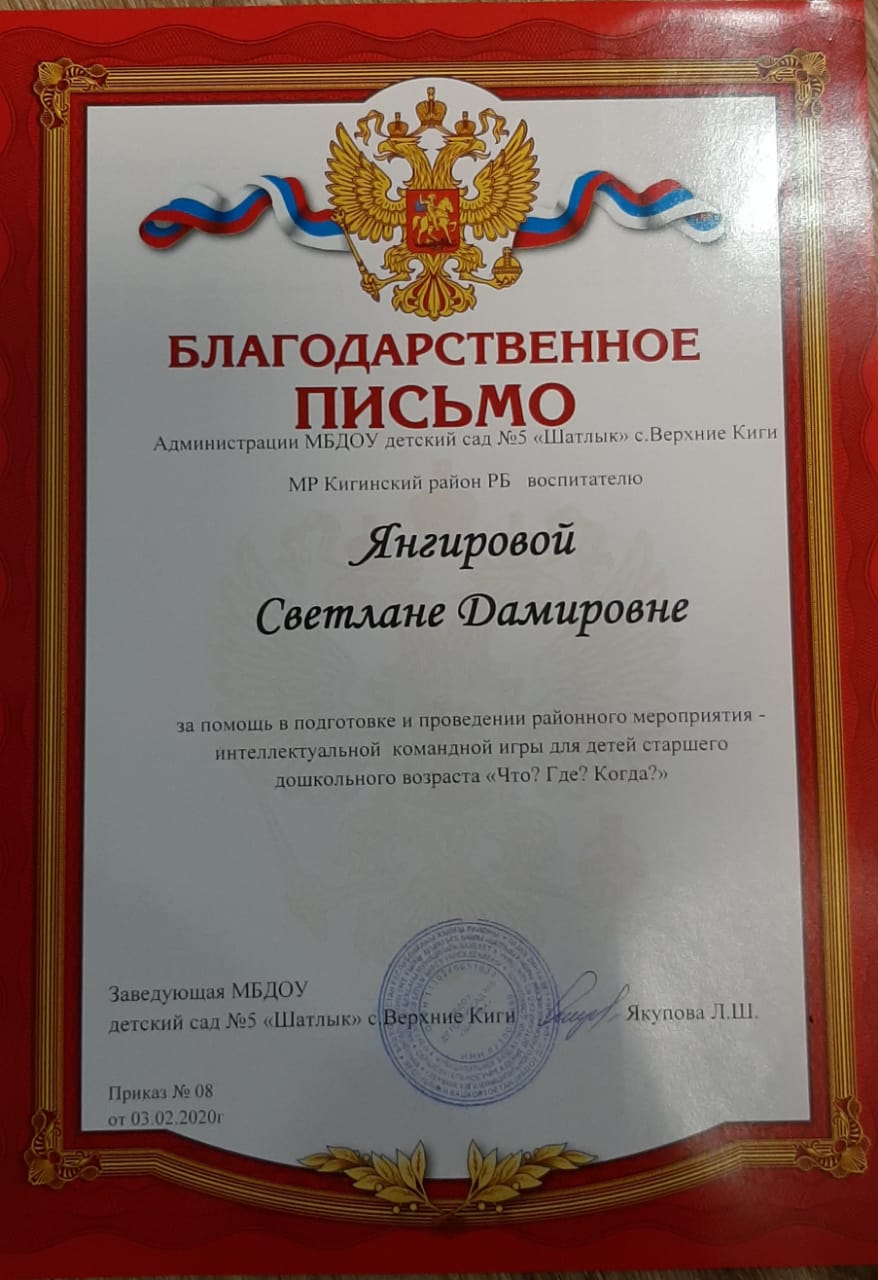 БЛАГОДАРСТВЕННОЕ
ПИСЬМО
Администрации МБДОУ детский сад №5 «Шатлык» с.Верхние Киги
МР Кигинский район РБ воспитателю
Янгировой
Светлане Дамировне
за помощь в подготовке и проведении районного мероприятия -
интеллектуальной командной игры для детей старшего
дошкольного возраста «Что? Где? Когда?»
Заведующая МБДОУ
детский сад №5 «Шатлык» с.Верхние Киги Якупова Л.Ш.
Приказ № 08
от 03.02.2020г